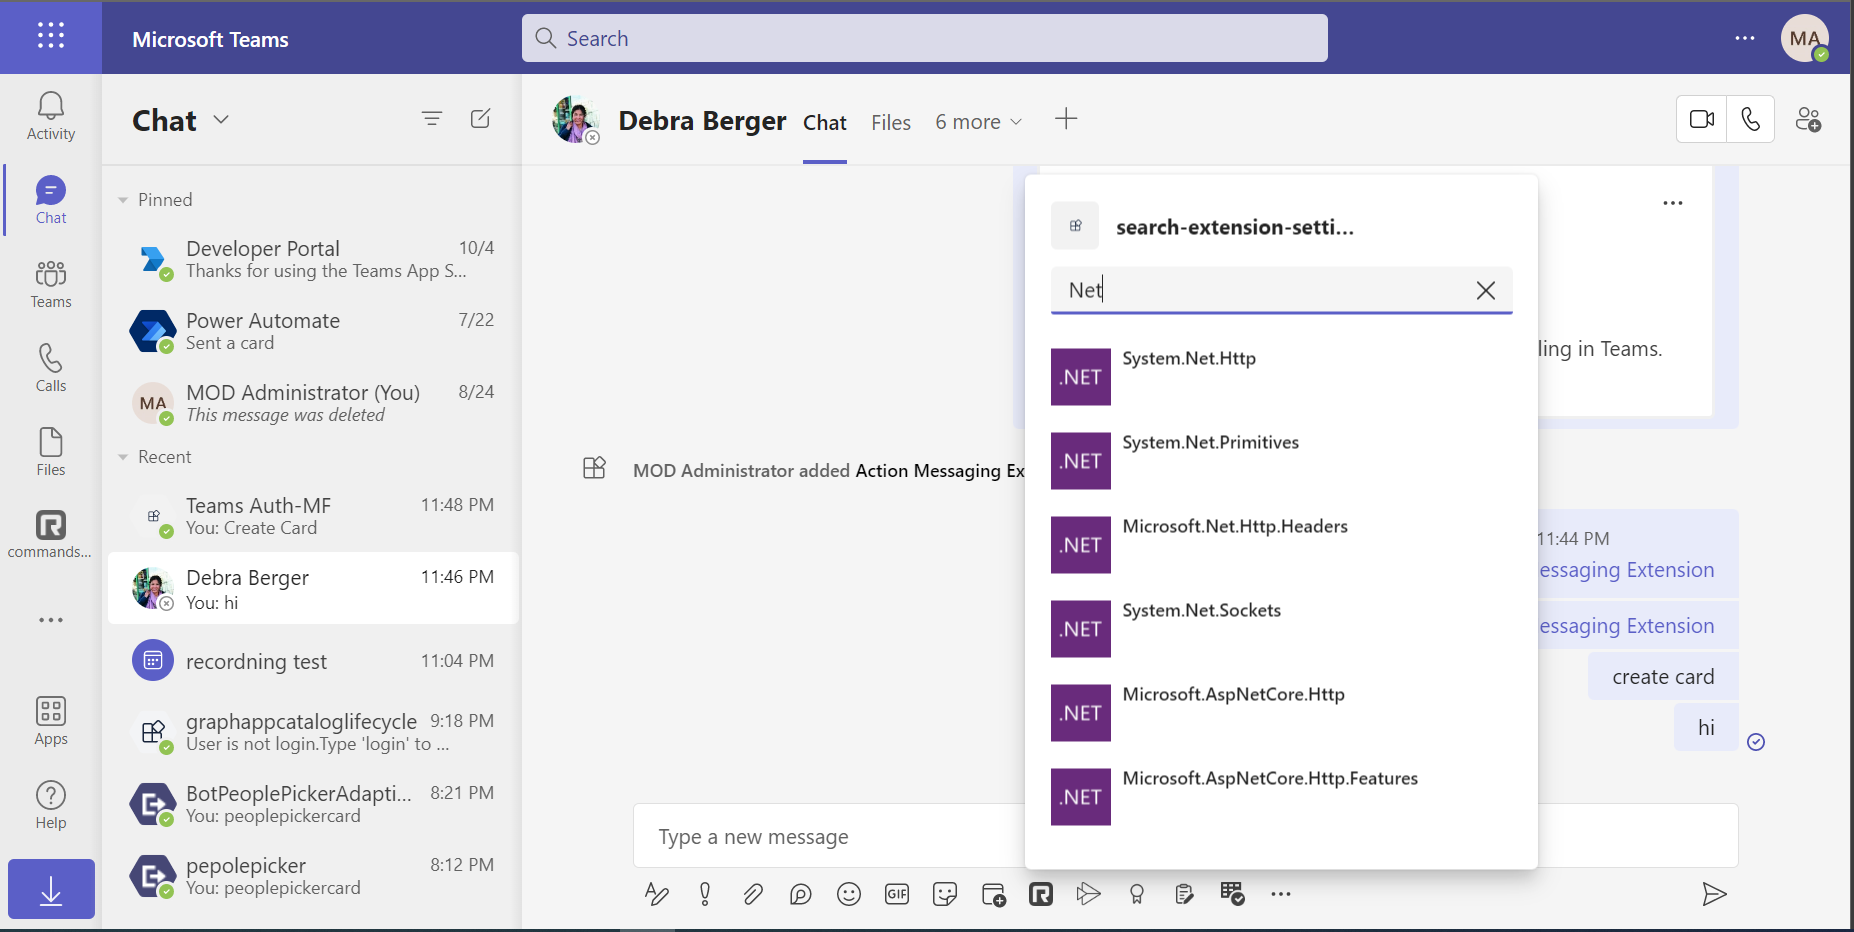 Microsoft Teams
Search
MA
Activity
Chat
Teams
Calls
Files
commands...
Apps
Help
Chat
Pinned
Developer Portal 10/4
Thanks for using the Teams App S...
Power Automate 7/22
Sent a card
MA
MOD Administrator (You) 8/24
This message was deleted
Recent
Teams Auth-MF 11:48 PM
You: Create Card
Debra Berger 11:46 PM
You: hi
recordning test 11:04 PM
graphappcataloglifecycle 9:18 PM
User is not login.Type 'login' to ...
BotPeoplePickerAdapti... 8:21 PM
You: peoplepickercard
pepolepicker 8:12 PM
You: peoplepickercard
Debra Berger Chat Files 6 more
ling in Teams.
MOD Administrator added Action Messaging Ex
11:44 PM
essaging Extension
essaging Extension
create card
hi
search-extension-setti...
Net
.NET System.Net.Http
.NET System.Net.Primitives
.NET Microsoft.Net.Http.Headers
.NET System.Net.Sockets
.NET Microsoft.AspNetCore.Http
.NET Microsoft.AspNetCore.Http.Features
Type a new message
GIF